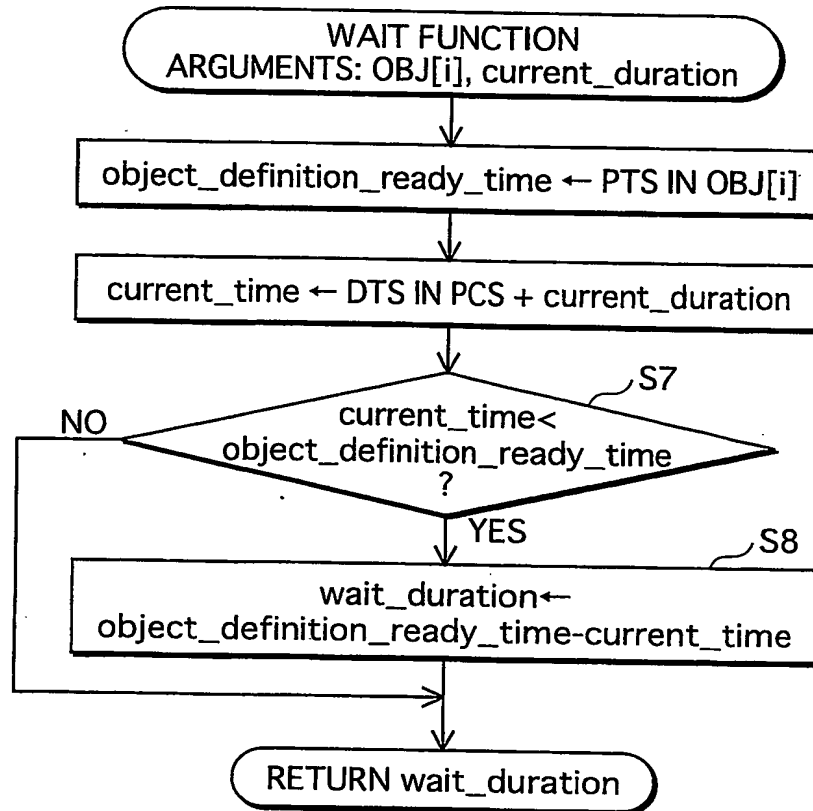 WAIT FUNCTION
ARGUMENTS: OBJ[i], current_duration
object_definition_ready_time ← PTS IN OBJ[i]
current_time ← DTS IN PCS + current_duration
S7
NO
current_time<
object_definition_ready_time
?
YES
S8
wait_duration←
object_definition_ready_time-current_time
RETURN wait_duration